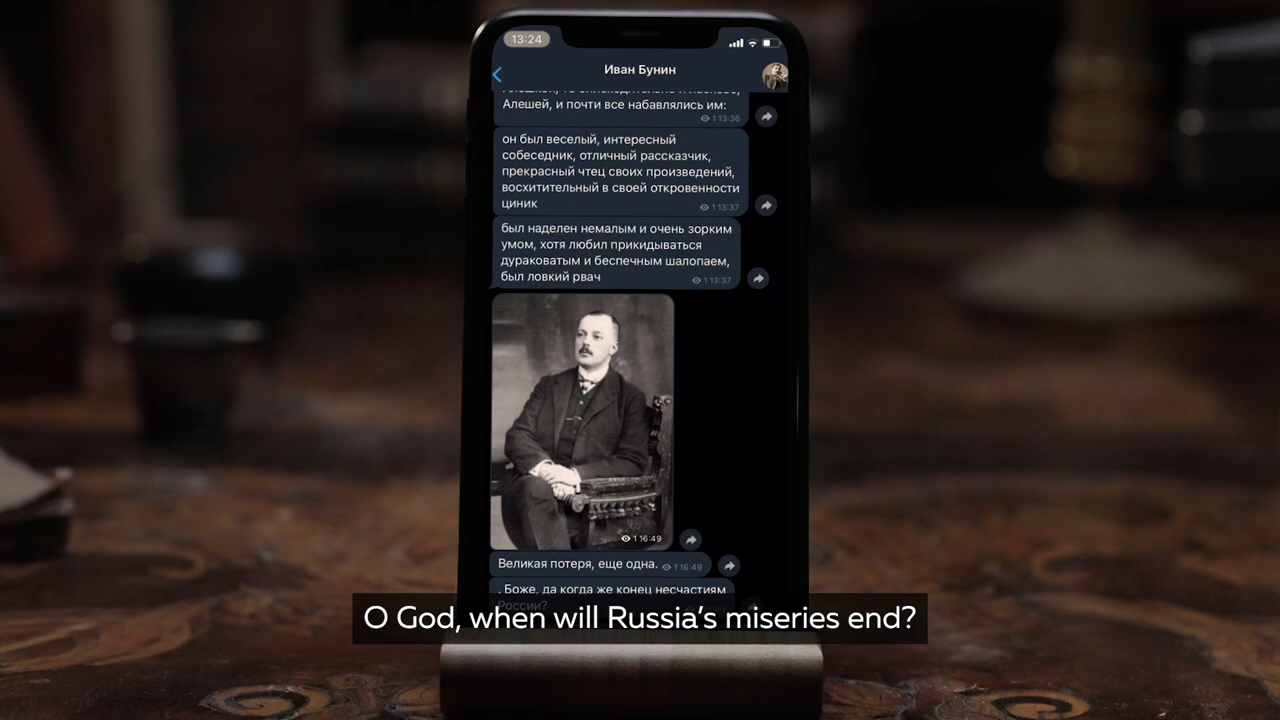 13:24
Иван Бунин
Алешей, и почти все набавлялись им:
1 13:36
он был веселый, интересный
собеседник, отличный рассказчик,
прекрасный чтец своих произведений,
восхитительный в своей откровенности
циник
1 13:37
был наделен немалым и очень зорким
умом, хотя любил прикидываться
дураковатым и беспечным шалопаем,
был ловкий рвач
1 13:37
1 16:49
Великая потеря, еще одна.
1 16:49
. Боже, да когда же конец несчастиям
России?
O God, when will Russia’s miseries end?